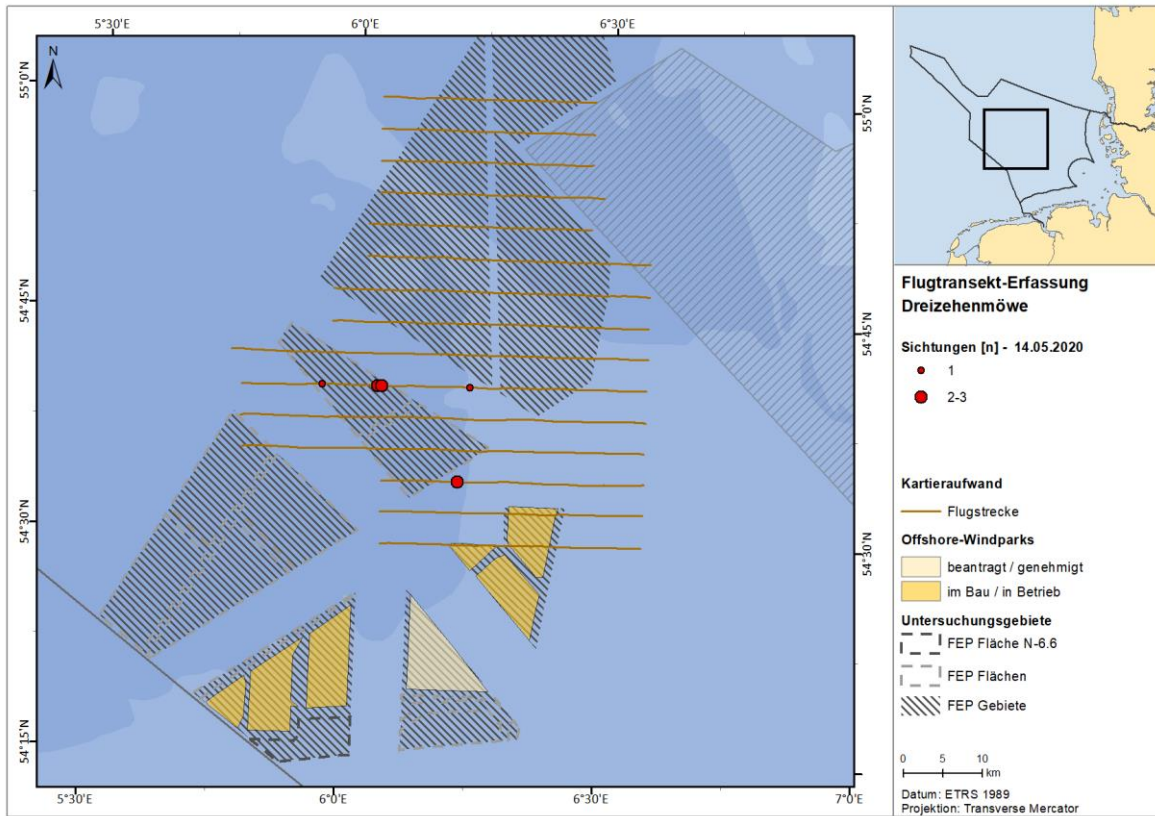 5°30'E
6°0'E
6°30'E
N
55°0'N
55°0'N
54°45'N
54°45'N
54°30'N
54°30'N
54°15'N
5°30'E
6°0'E
6°30'E
7°0'E
Flugtransekt-Erfassung
Dreizehenmöwe
Sichtungen [n] - 14.05.2020
1
2-3
Kartieraufwand
Flugstrecke
Offshore-Windparks
beantragt / genehmigt
im Bau / in Betrieb
Untersuchungsgebiete
FEP Fläche N-6.6
FEP Flächen
FEP Gebiete
0 5 10
km
Datum: ETRS 1989
Projektion: Transverse Mercator